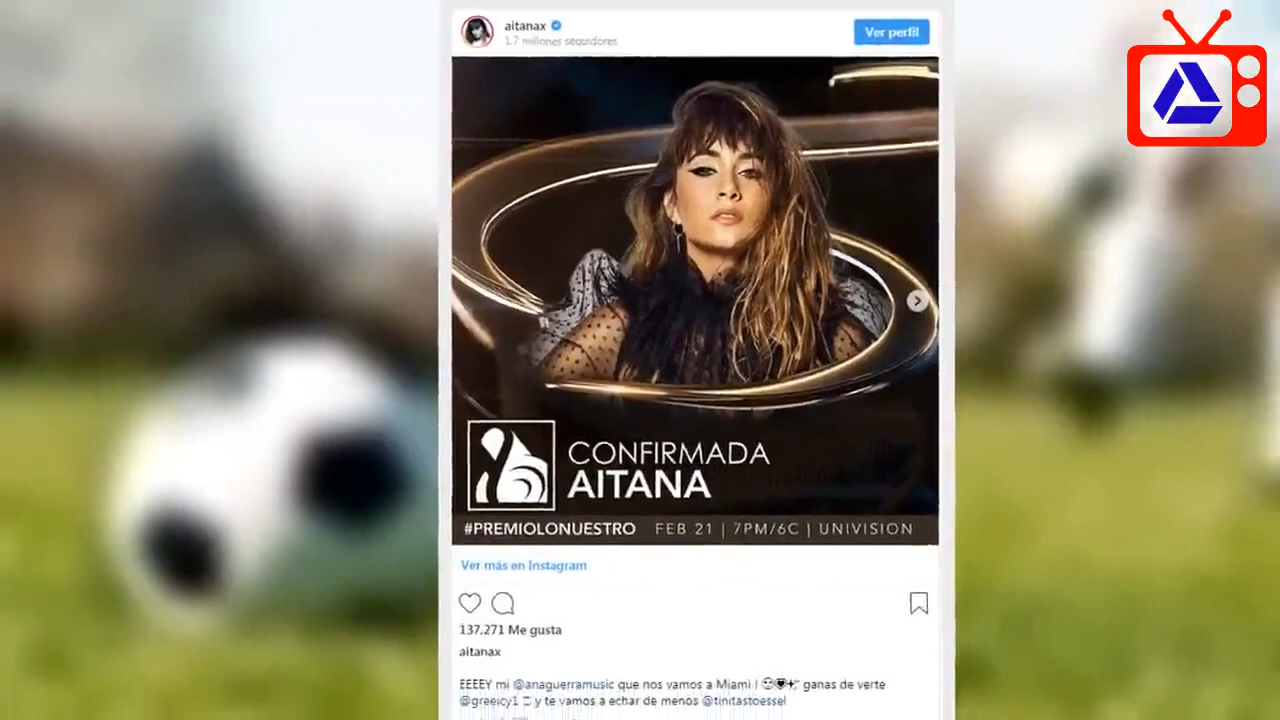 aitanax
1.7 millones seguidores
Ver perfil
CONFIRMADA
AITANA
#PREMIOLONUESTRO FEB 21 | 7PM/6C | UNIVISION
Ver más en Instagram
137,271 Me gusta
aitanax
EEEEY mi @anaguerramusic que nos vamos a Miami ! ganas de verte
@greeicy1 y te vamos a echar de menos @tinitastoessel